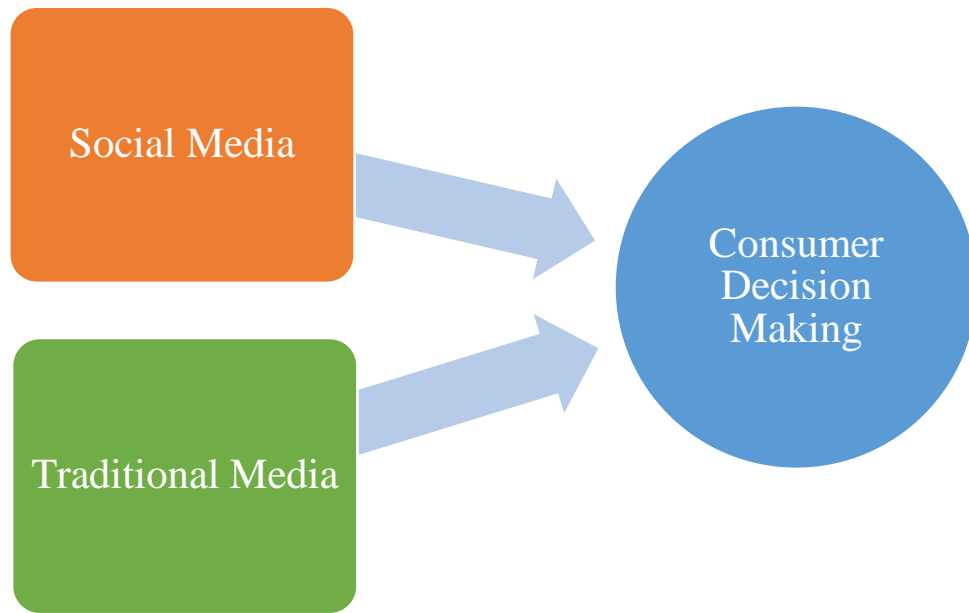 Social Media
Consumer
Decision
Making
Traditional Media